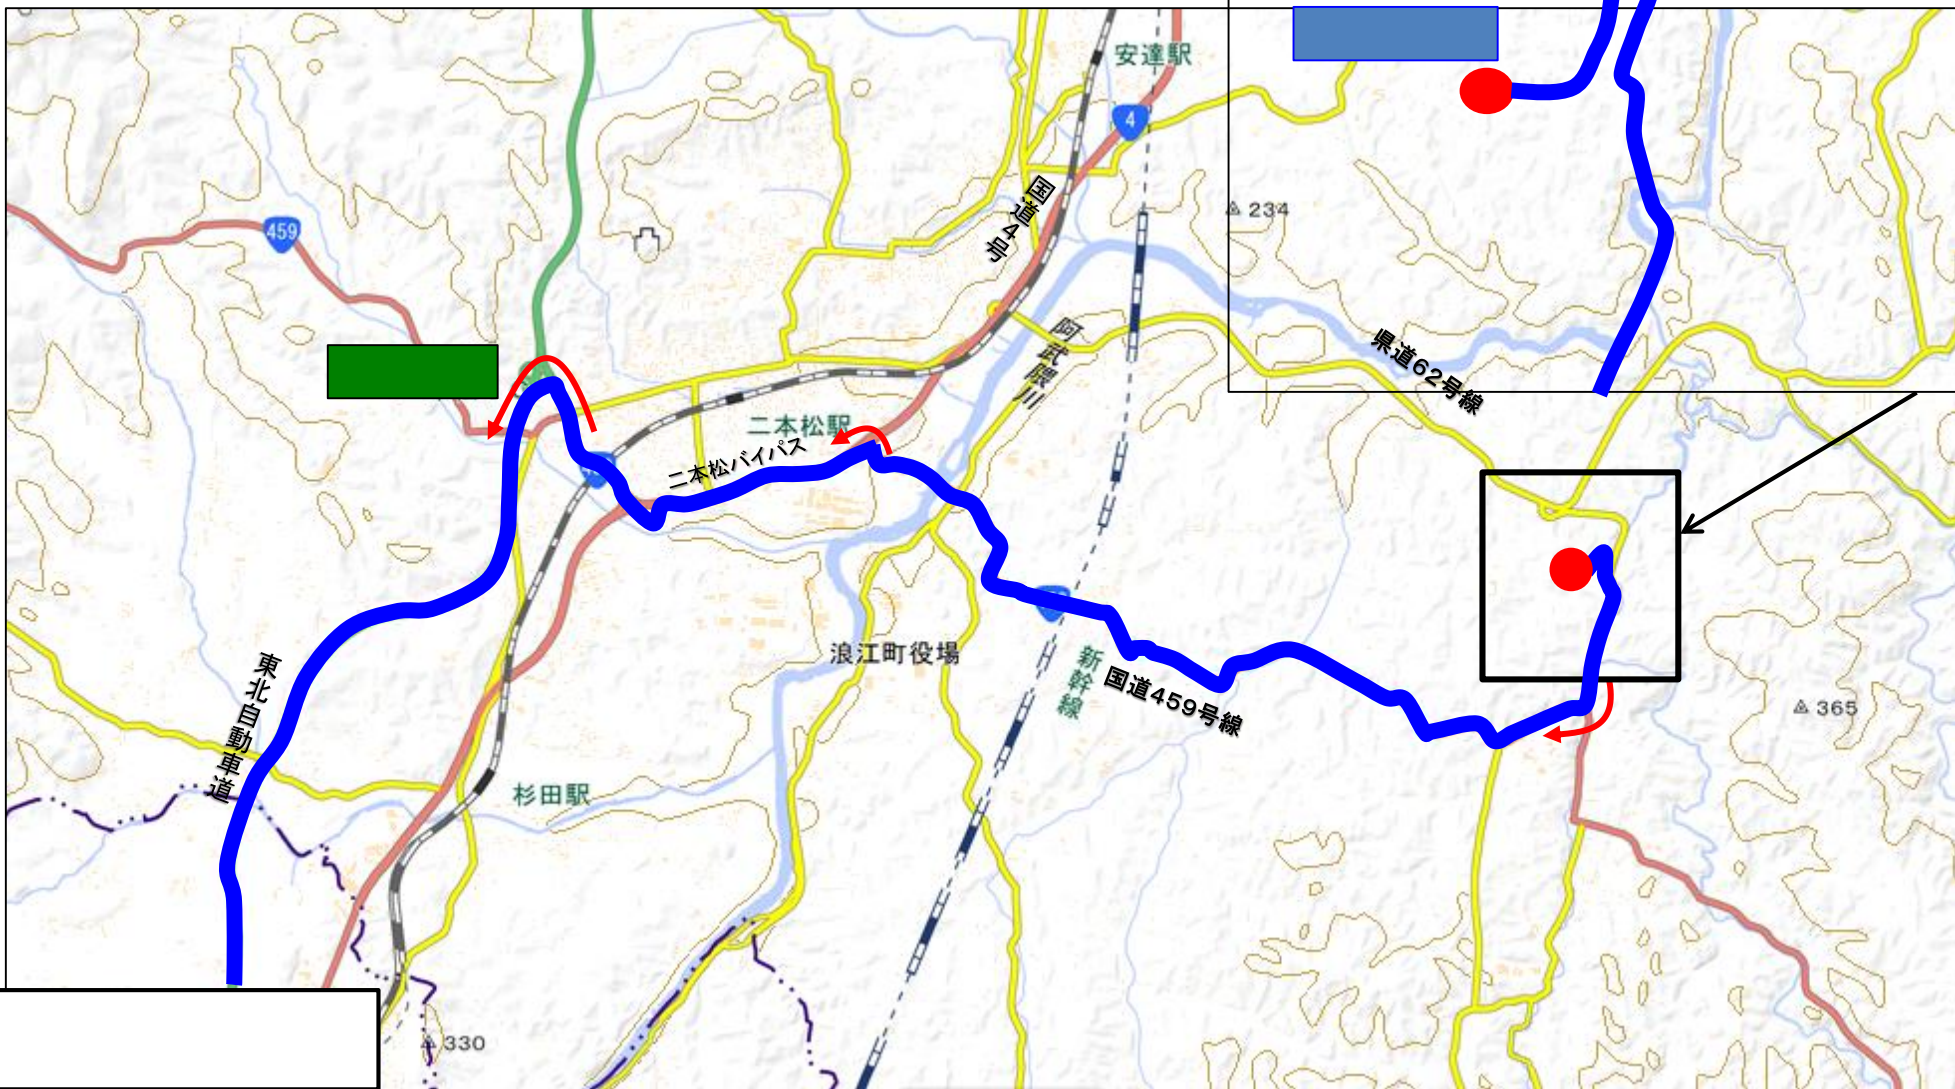 安達駅
4
234
国道4号
459
県道62号線
阿武隈川
二本松駅
二本松バイパス
浪江町役場
新幹線
国道459号線
東北自動車道
杉田駅
365
330